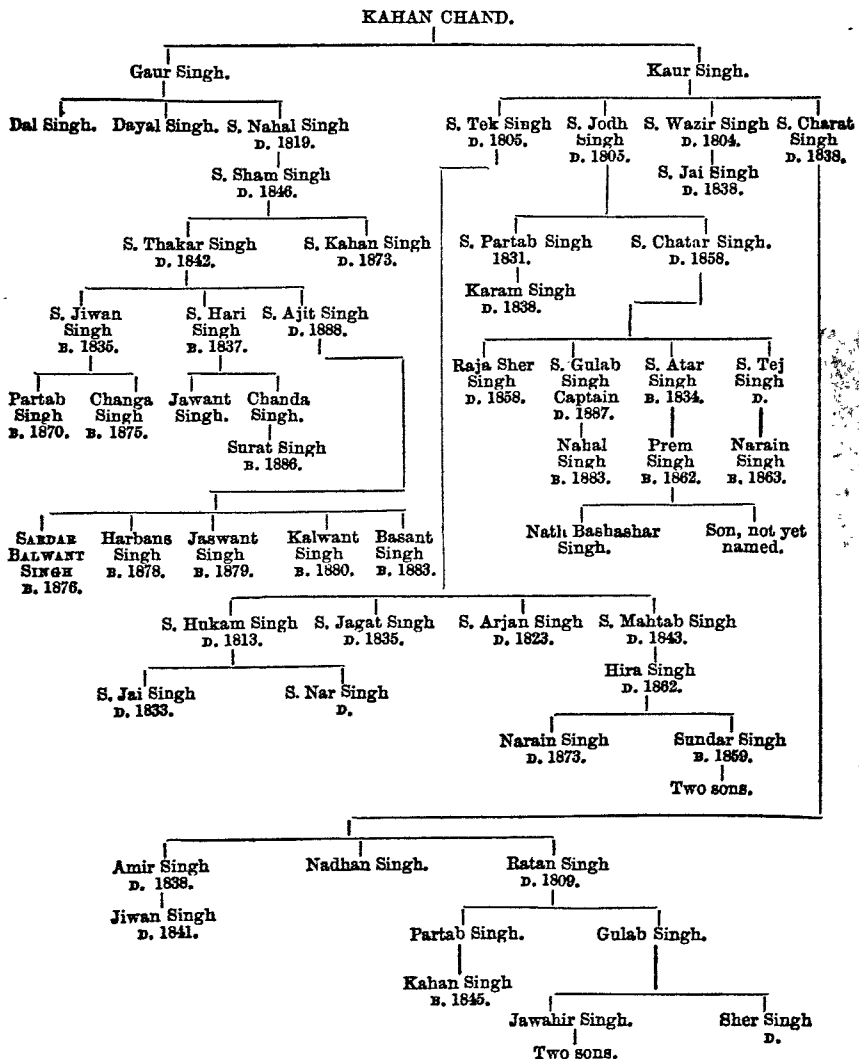 KAHAN CHAND.
Gaur Singh. Kaur Singh.
Dal Singh. Dayal Singh. S. Nahal Singh S. Tek Singh S. Jodh S. Wazir Singh S. Charat
D. 1819. D. 1805. Singh D. 1804. Singh
D. 1805. D. 1838.
S. Sham Singh S. Jai Singh
D. 1846. D. 1838.
S. Thakar Singh S. Kahan Singh S. Partab Singh S. Chatar Singh.
D. 1842. D. 1873. 1831. D. 1858.
Karam Singh
D. 1838.
S. Jiwan S. Hari S. Ajit Singh
Singh Singh D. 1888.
B. 1835. B. 1837.
Raja Sher S. Gulab S. Atar S. Tej
Singh Singh Singh Singh
D. 1858. Captain B. 1834. D.
D. 1887.
Partab Changa Jawant Chanda
Singh Singh Singh. Singh.
B. 1870. B. 1875.
Surat Singh
B. 1886.
Nahal Prem Narain
Singh Singh Singh
B. 1883. B. 1862. B. 1863.
Nath Bashashar Son, not yet
Singh. named.
SARDAR Harbans Jaswant Kalwant Basant
BALWANT Singh Singh Singh Singh
SINGH B. 1878. B. 1879. B. 1880. B. 1883.
B. 1876.
S. Hukam Singh S. Jagat Singh S. Arjan Singh S. Mahtab Singh
D. 1813. D. 1835. D. 1823. D. 1843.
S. Jai Singh S. Nar Singh Hira Singh
D. 1833. D. D. 1862.
Narain Singh Sundar Singh
D. 1873. B. 1859.
Two sons.
Amir Singh Nadhan Singh. Ratan Singh
D. 1838. D. 1809.
Jiwan Singh Partab Singh. Gulab Singh.
D. 1841.
Kahan Singh
B. 1845.
Jawahir Singh. Sher Singh
D.
Two sons.